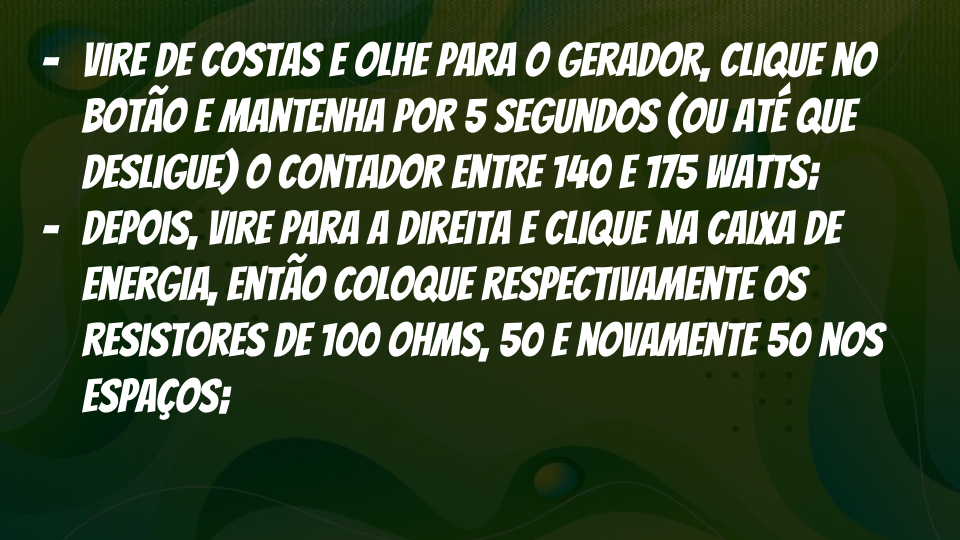 - VIRE DE COSTAS E OLHE PARA O GERADOR, CLIQUE NO
BOTÃO E MANTENHA POR 5 SEGUNDOS (OU ATÉ QUE
DESLIGUE) O CONTADOR ENTRE 140 E 175 WATTS;
- DEPOIS, VIRE PARA A DIREITA E CLIQUE NA CAIXA DE
ENERGIA, ENTÃO COLOQUE RESPECTIVAMENTE OS
RESISTORES DE 100 OHMS, 50 E NOVAMENTE 50 NOS
ESPAÇOS;